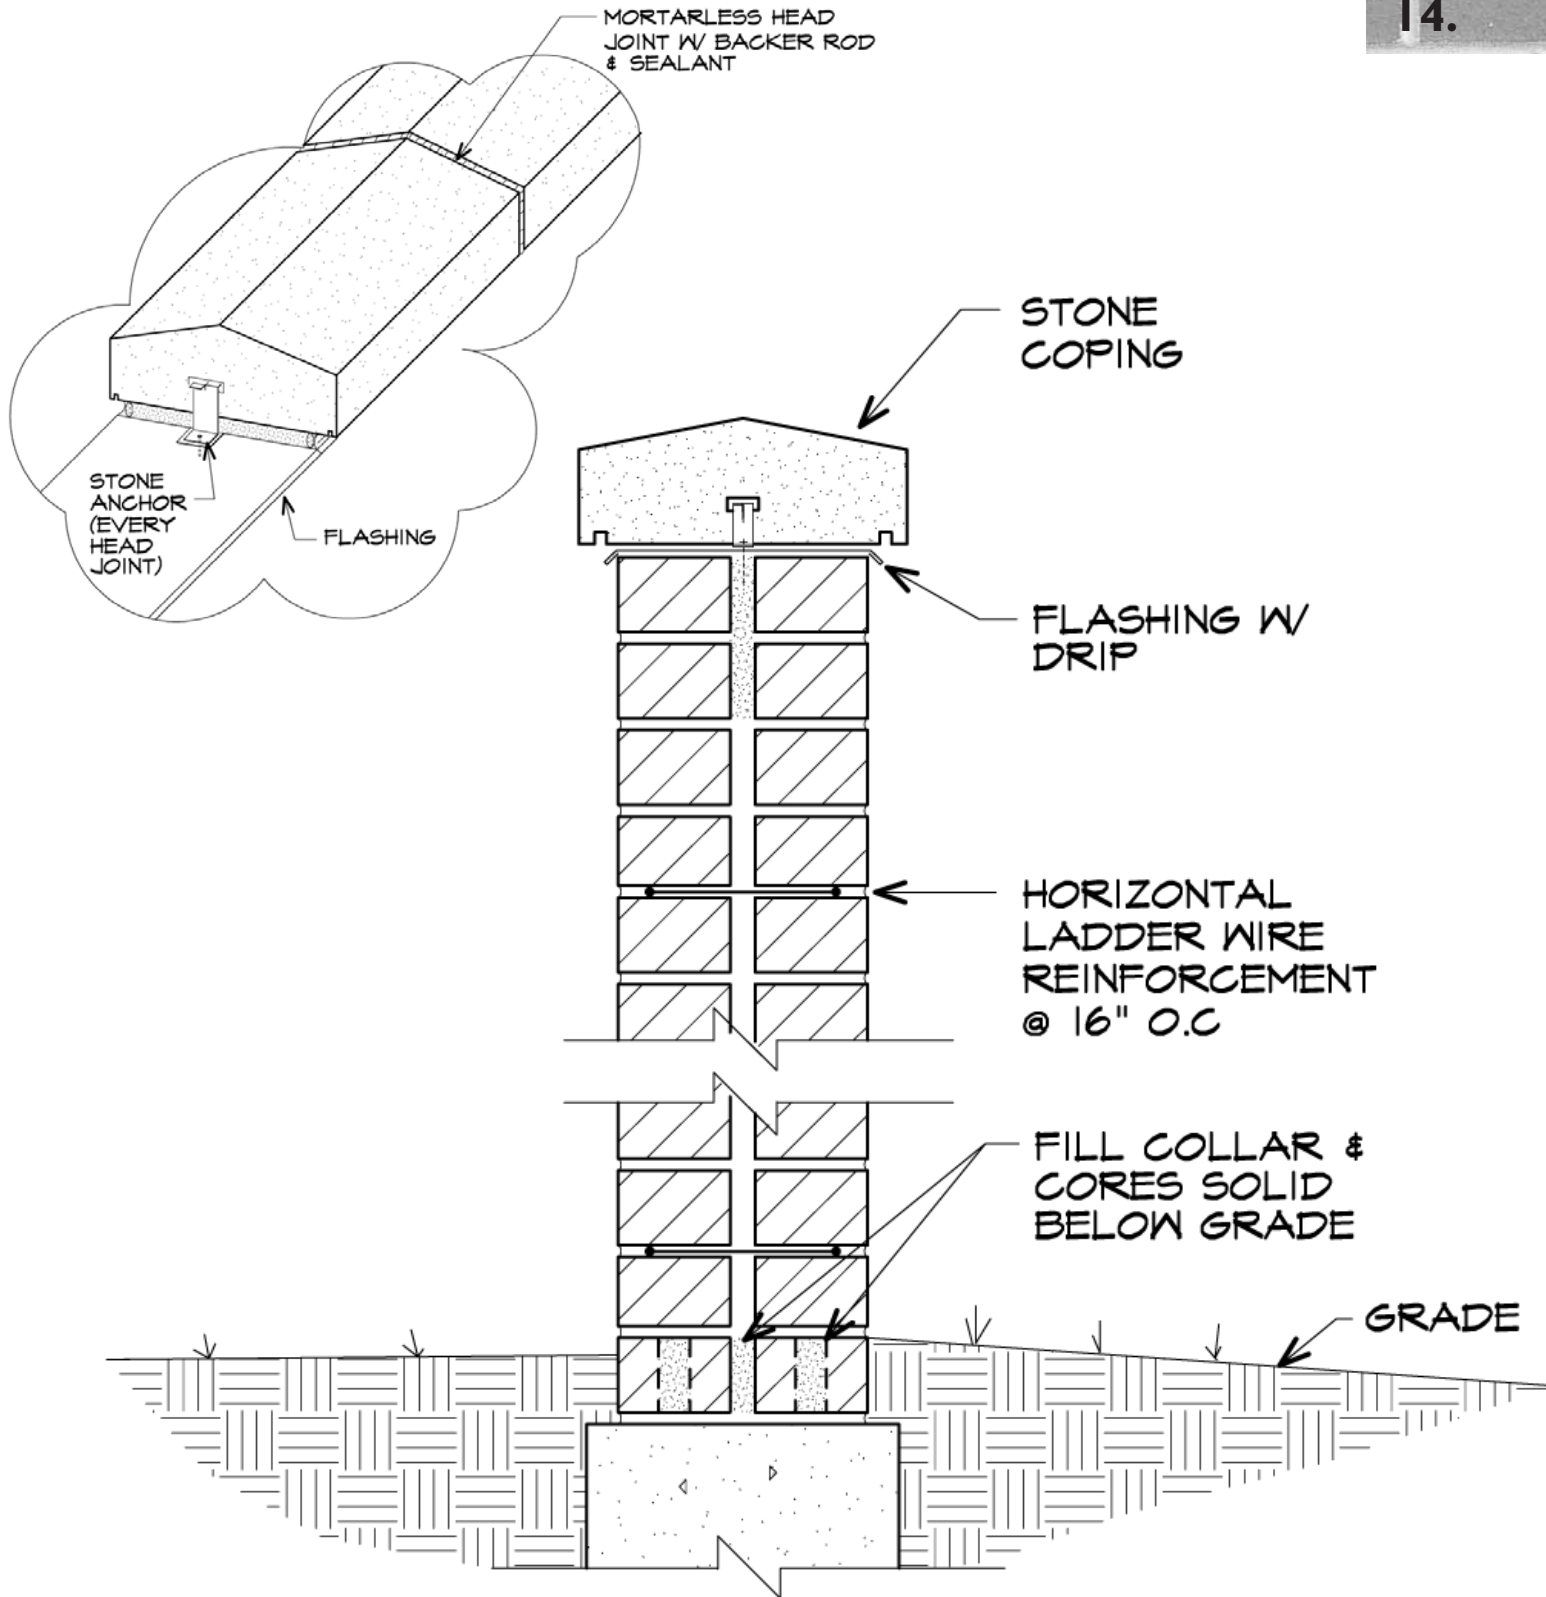 MORTARLESS HEAD
JOINT W/ BACKER ROD
& SEALANT
14.
STONE
COPING
STONE
ANCHOR
(EVERY
HEAD
JOINT)
FLASHING
FLASHING W/
DRIP
HORIZONTAL
LADDER WIRE
REINFORCEMENT
@ 16" O.C
FILL COLLAR &
CORES SOLID
BELOW GRADE
GRADE